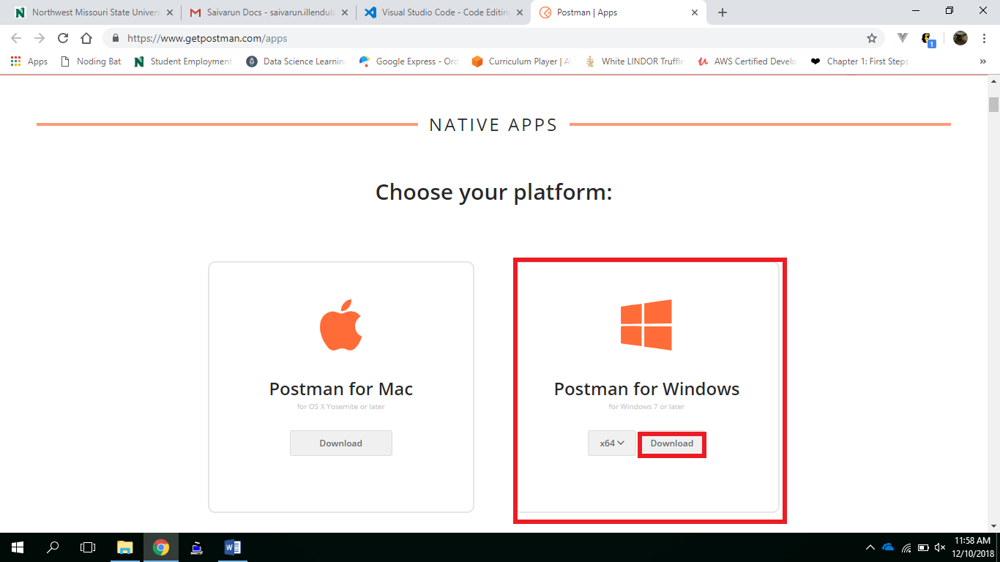 Northwest Missouri State Univers
Saivarun Docs - saivarun.illendula
Visual Studio Code - Code Editing
Postman | Apps
https://www.getpostman.com/apps
1
Apps
Noding Bat
Student Employment
Data Science Learning
Google Express - Ord
Curriculum Player | A
White LINDOR Truffle
AWS Certified Develo
Chapter 1: First Steps
»
NATIVE APPS
Choose your platform:
Postman for Mac
for OS X Yosemite or later
Download
Postman for Windows
for Windows 7 or later
x64
Download
11:58 AM
12/10/2018